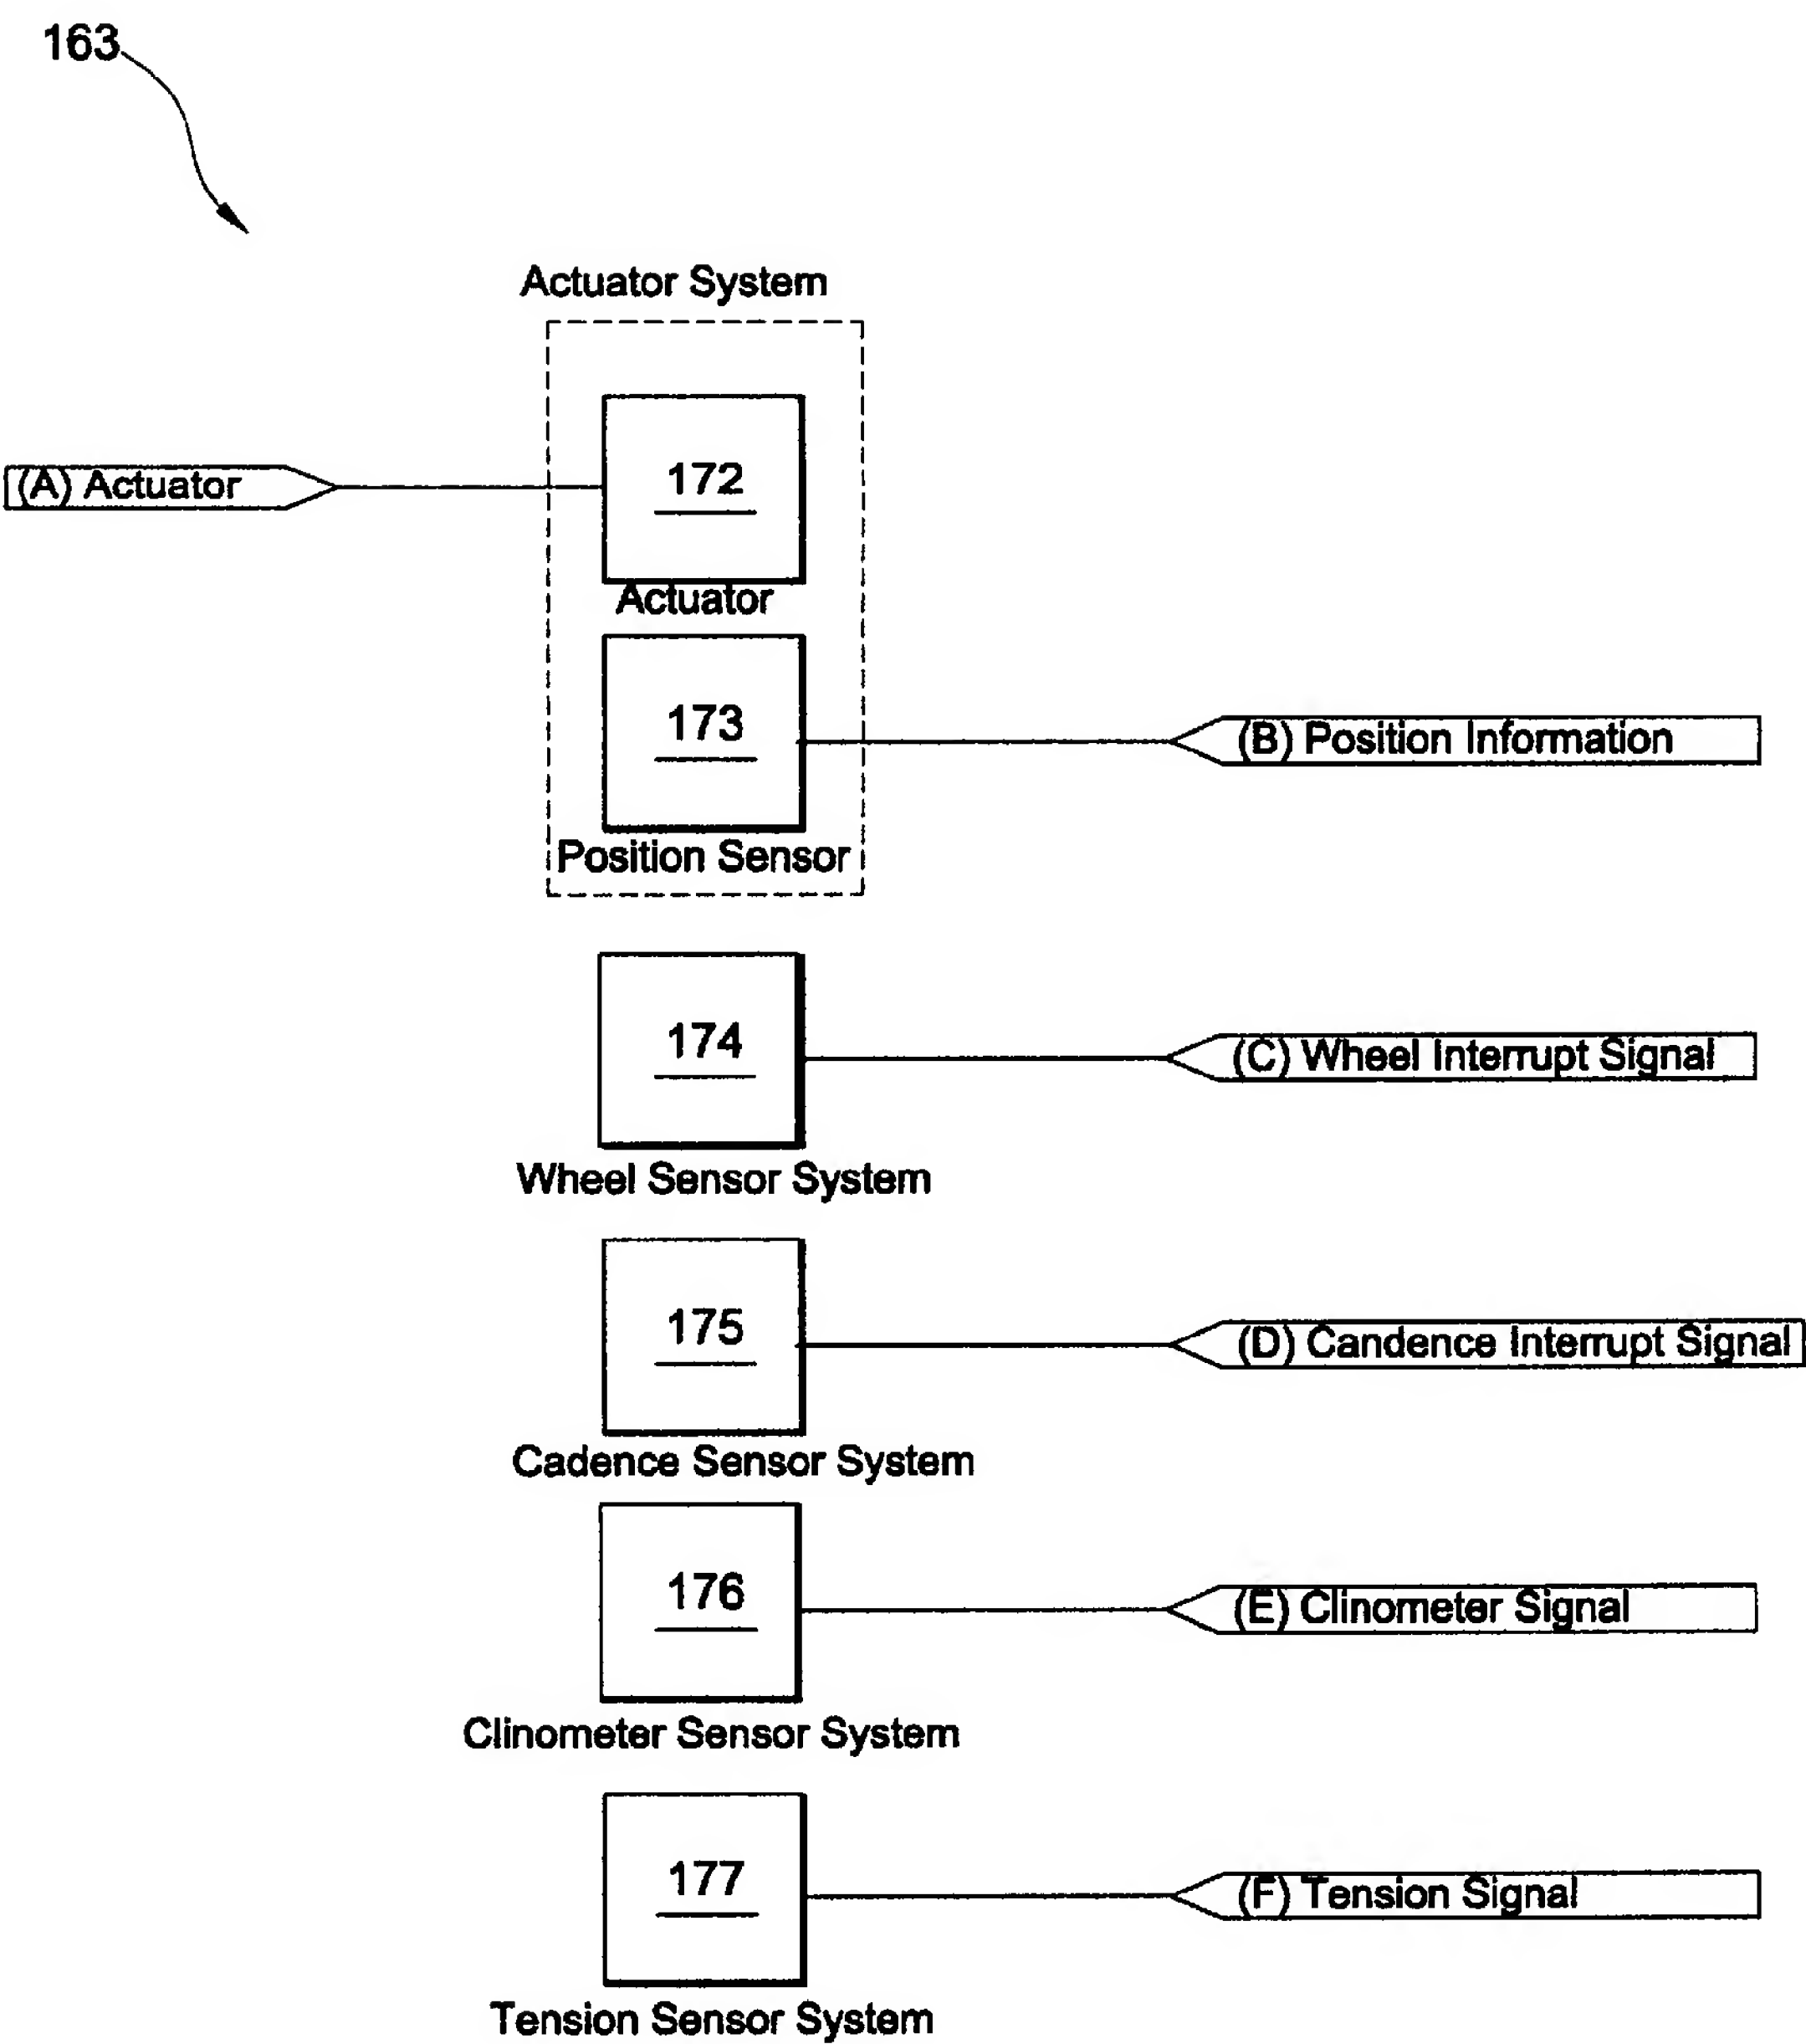 163
Actuator System
(A) Actuator
172
Actuator
173
(B) Position Information
Position Sensor
174
(C) Wheel Interrupt Signal
Wheel Sensor System
175
(D) Candence Interrupt Signal
Cadence Sensor System
176
(E) Clinometer Signal
Clinometer Sensor System
177
(F) Tension Signal
Tension Sensor System